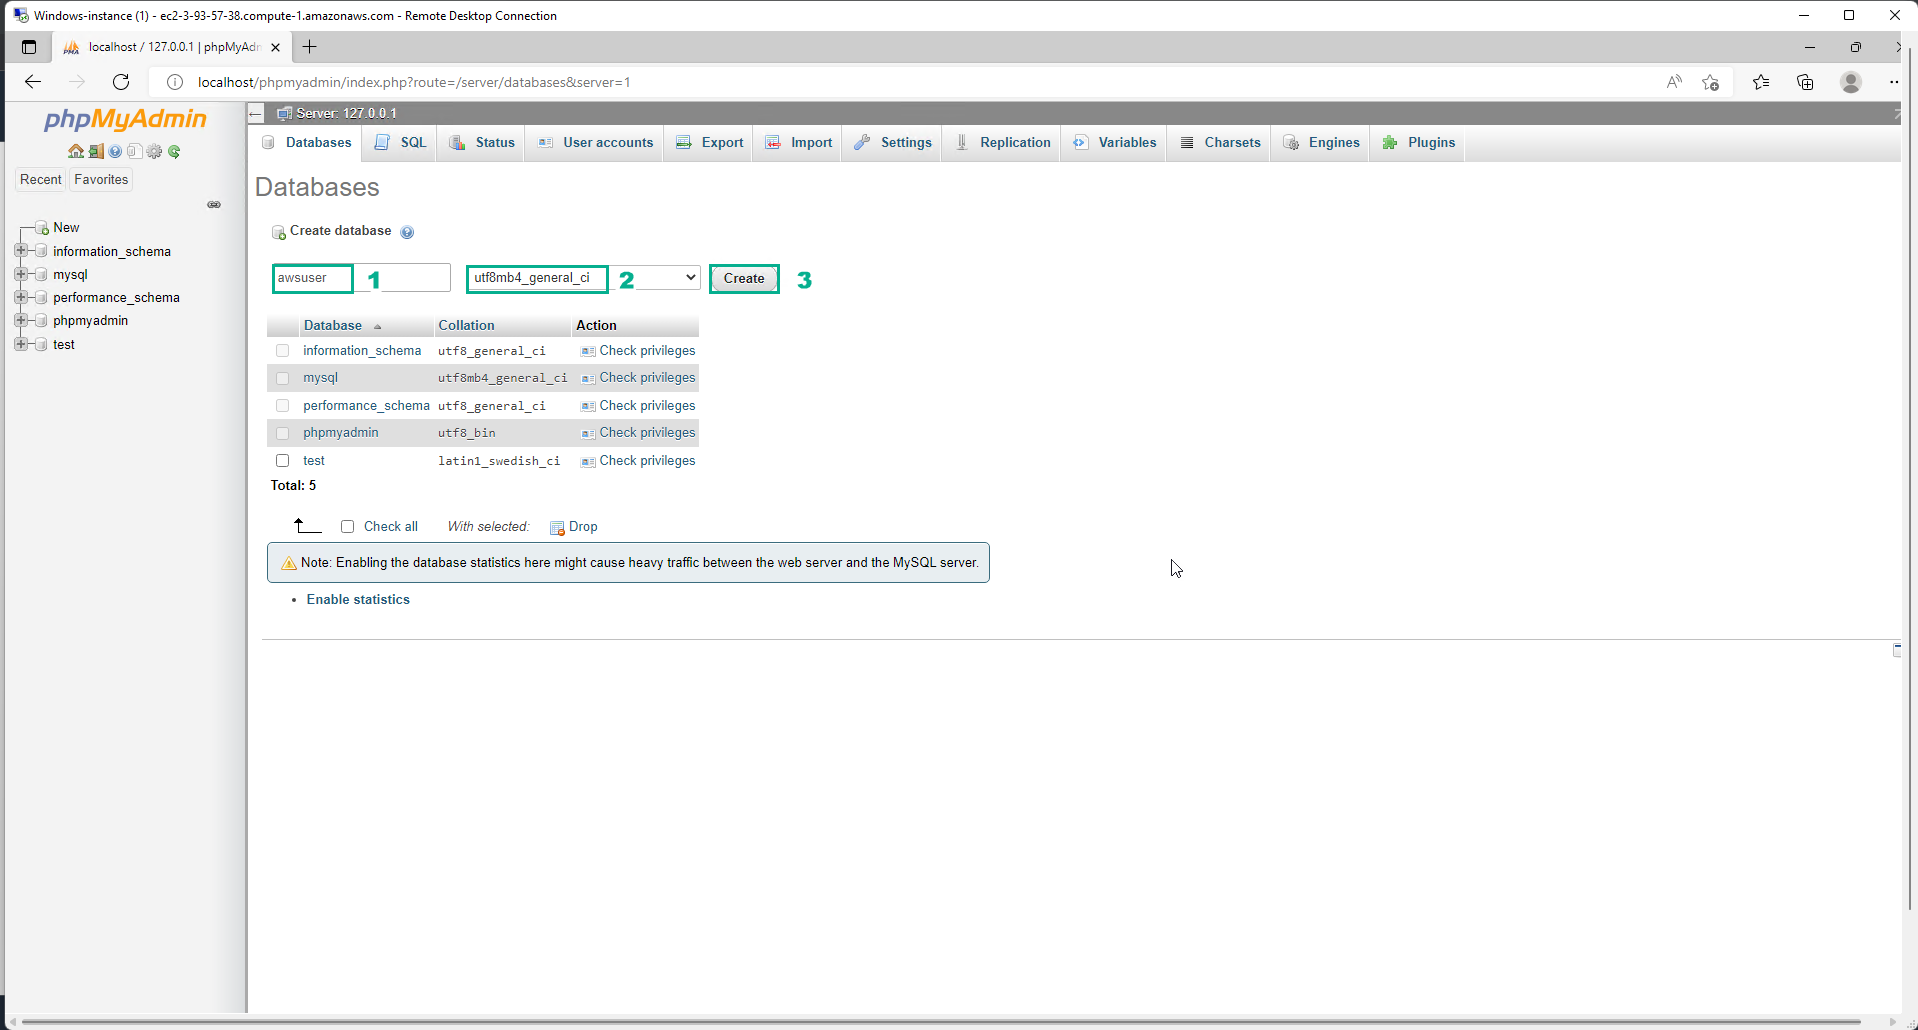 Windows-instance (1) - ec2-3-93-57-38.compute-1.amazonaws.com - Remote Desktop Connection
localhost / 127.0.0.1 | phpMyAdm
localhost/phpmyadmin/index.php?route=/server/databases&server=1
phpMyAdmin
Server: 127.0.0.1
Databases SQL Status User accounts Export Import Settings Replication Variables Charsets Engines Plugins
Recent Favorites
New
information_schema
mysql
performance_schema
phpmyadmin
test
Databases
Create database
awsuser 1 utf8mb4_general_ci 2 Create 3
Database Collation Action
information_schema utf8_general_ci Check privileges
mysql utf8mb4_general_ci Check privileges
performance_schema utf8_general_ci Check privileges
phpmyadmin utf8_bin Check privileges
test latin1_swedish_ci Check privileges
Total: 5
Check all With selected: Drop
Note: Enabling the database statistics here might cause heavy traffic between the web server and the MySQL server.
Enable statistics